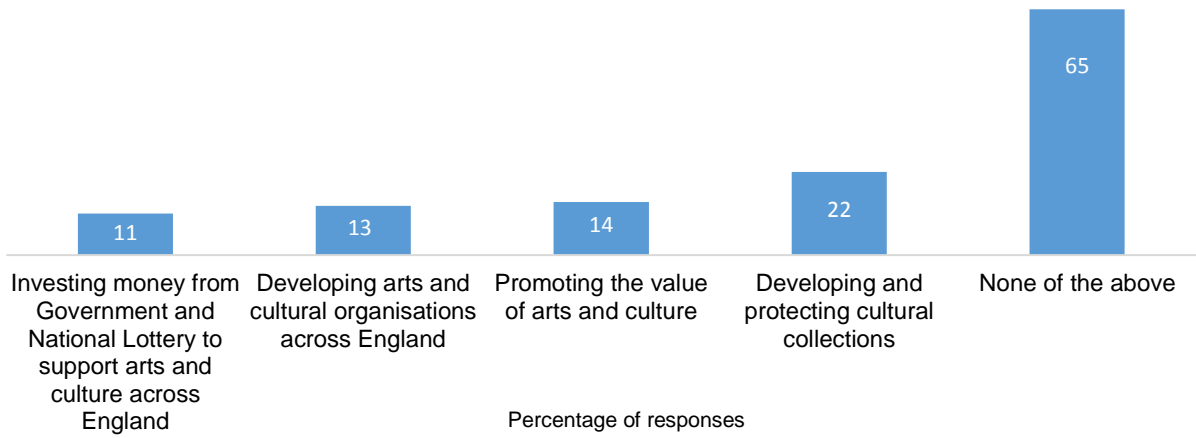 65
22
14
13
11
Investing money from
Government and
National Lottery to
support arts and
culture across
England
Developing arts and
cultural organisations
across England
Promoting the value
of arts and culture
Developing and
protecting cultural
collections
None of the above
Percentage of responses